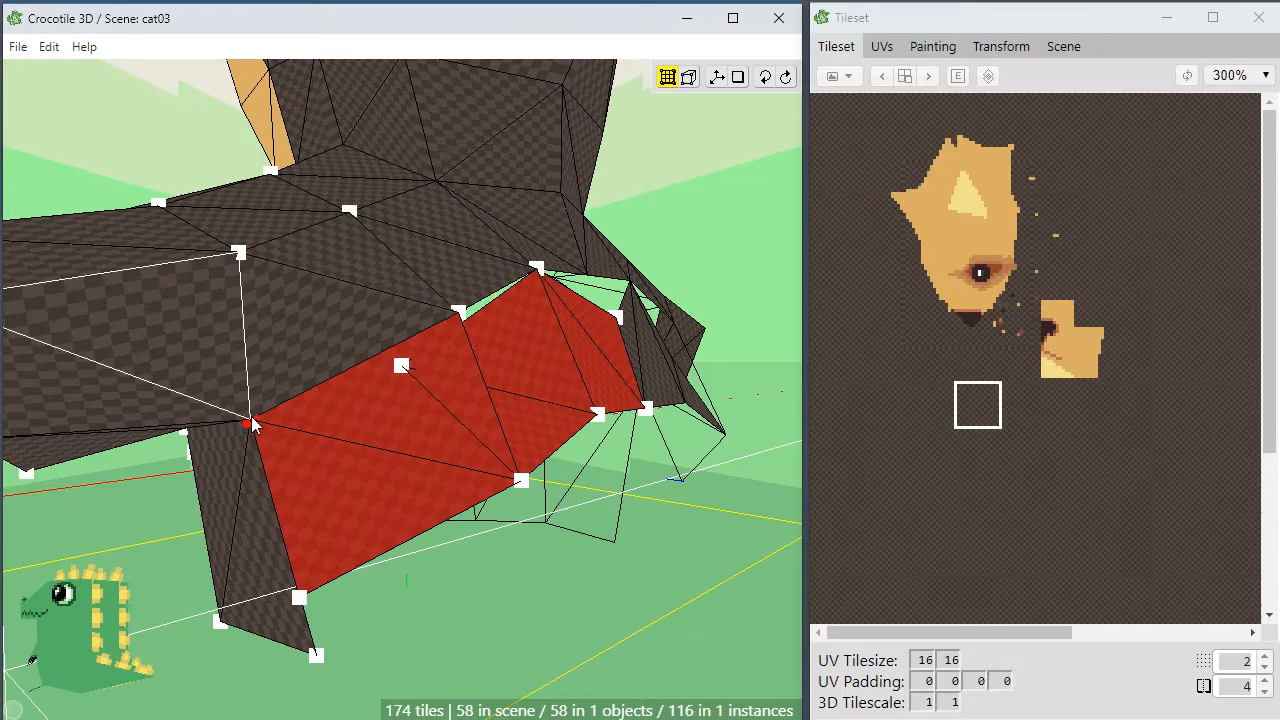 Crocotile 3D / Scene: cat03
File Edit Help
174 tiles | 58 in scene / 58 in 1 objects / 116 in 1 instances
Tileset
Tileset UVs Painting Transform Scene
E 300%
UV Tilesize: 16 16
UV Padding: 0 0 0 0
3D Tilescale: 1 1
2
4